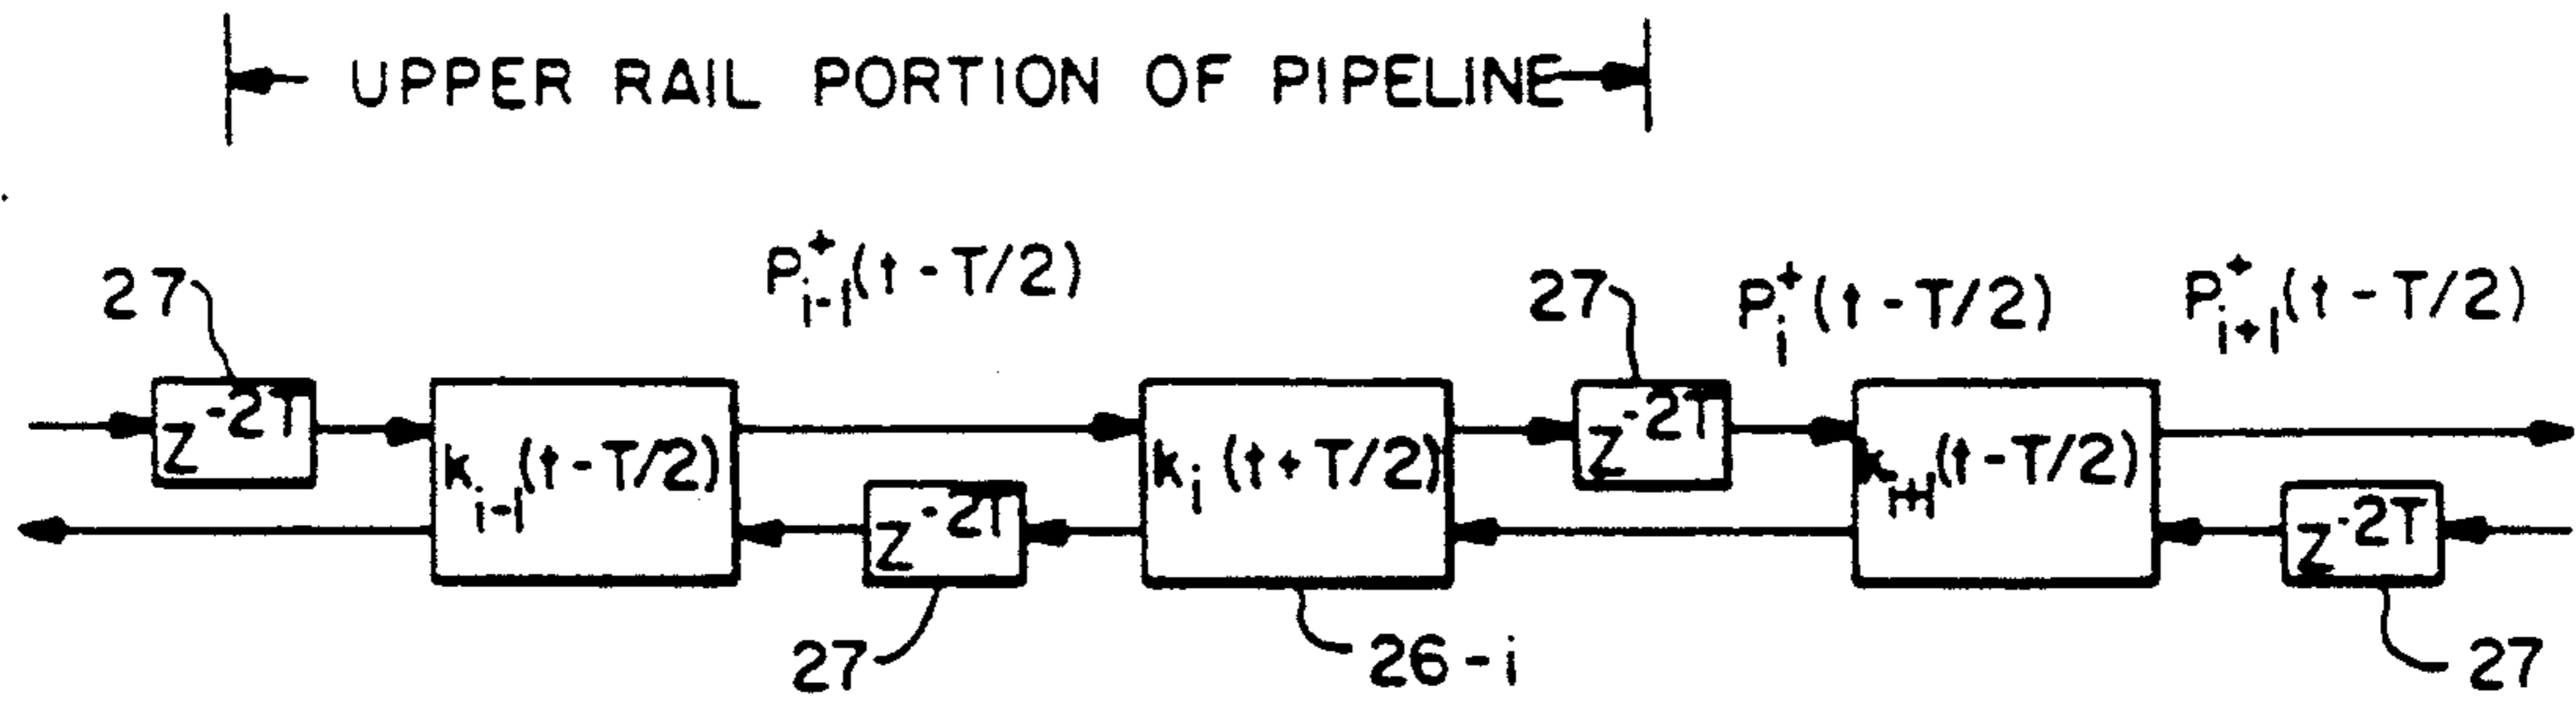 UPPER RAIL PORTION OF PIPELINE
27
P⁺ᵢ₋₁(t - T/2)
27
P⁺ᵢ(t - T/2)
P⁺ᵢ₊₁(t - T/2)
Z⁻²ᵀ
kᵢ₋₁(t - T/2)
Z⁻²ᵀ
kᵢ(t + T/2)
Z⁻²ᵀ
kᵢ₊₁(t - T/2)
Z⁻²ᵀ
27
26-i
27